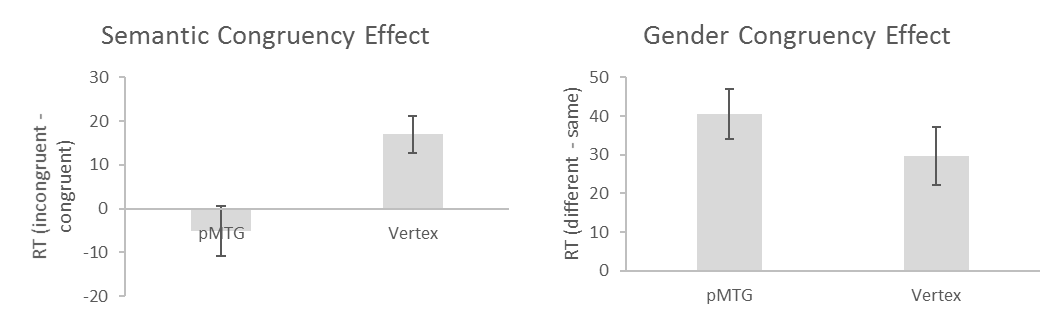 Semantic Congruency Effect
RT (incongruent -
congruent)
30
20
10
0
-10
-20
pMTG
Vertex
Gender Congruency Effect
RT (different - same)
50
40
30
20
10
0
pMTG
Vertex